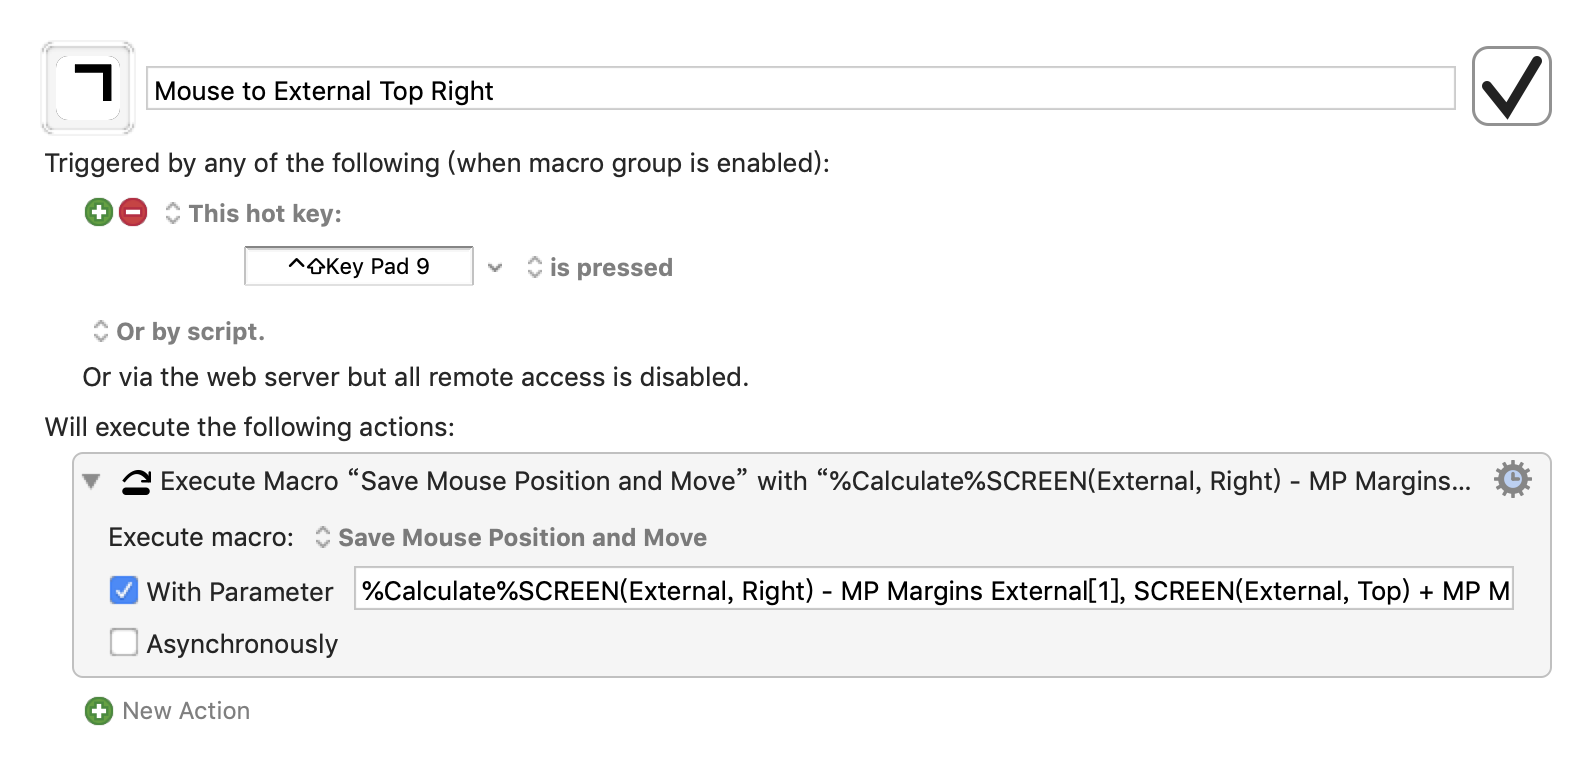 Mouse to External Top Right
Triggered by any of the following (when macro group is enabled):
This hot key:
^⇧Key Pad 9 is pressed
Or by script.
Or via the web server but all remote access is disabled.
Will execute the following actions:
Execute Macro “Save Mouse Position and Move” with “%Calculate%SCREEN(External, Right) - MP Margins...
Execute macro: Save Mouse Position and Move
With Parameter %Calculate%SCREEN(External, Right) - MP Margins External[1], SCREEN(External, Top) + MP M
Asynchronously
New Action